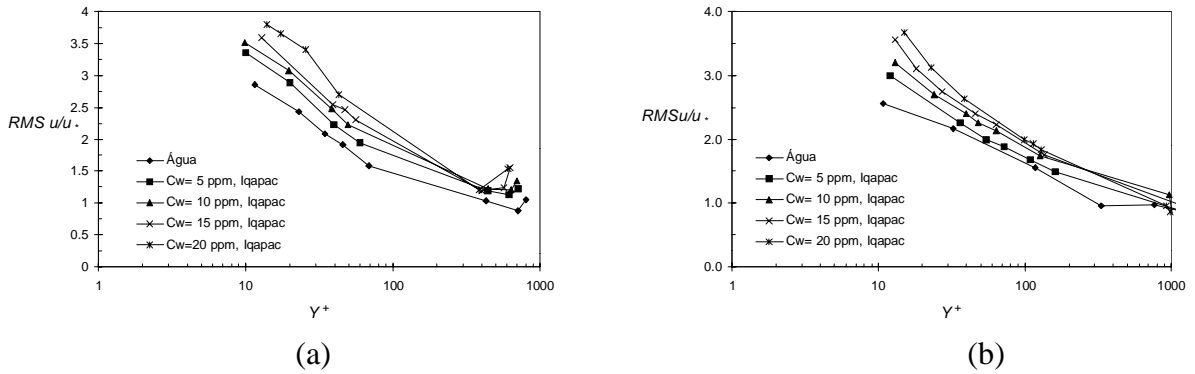 4
3.5
3
2.5
RMS u/u *
2
1.5
1
0.5
0
Água
Cw= 5 ppm, Iqapac
Cw= 10 ppm, Iqapac
Cw= 15 ppm, Iqapac
Cw=20 ppm, Iqapac
1 10 100 1000
Y +
(a)
4.0
3.0
RMSu/u *
2.0
1.0
0.0
Água
Cw= 5 ppm, Iqapac
Cw= 10 ppm, Iqapac
Cw= 15 ppm, Iqapac
Cw= 20 ppm, Iqapac
1 10 100 1000
Y +
(b)